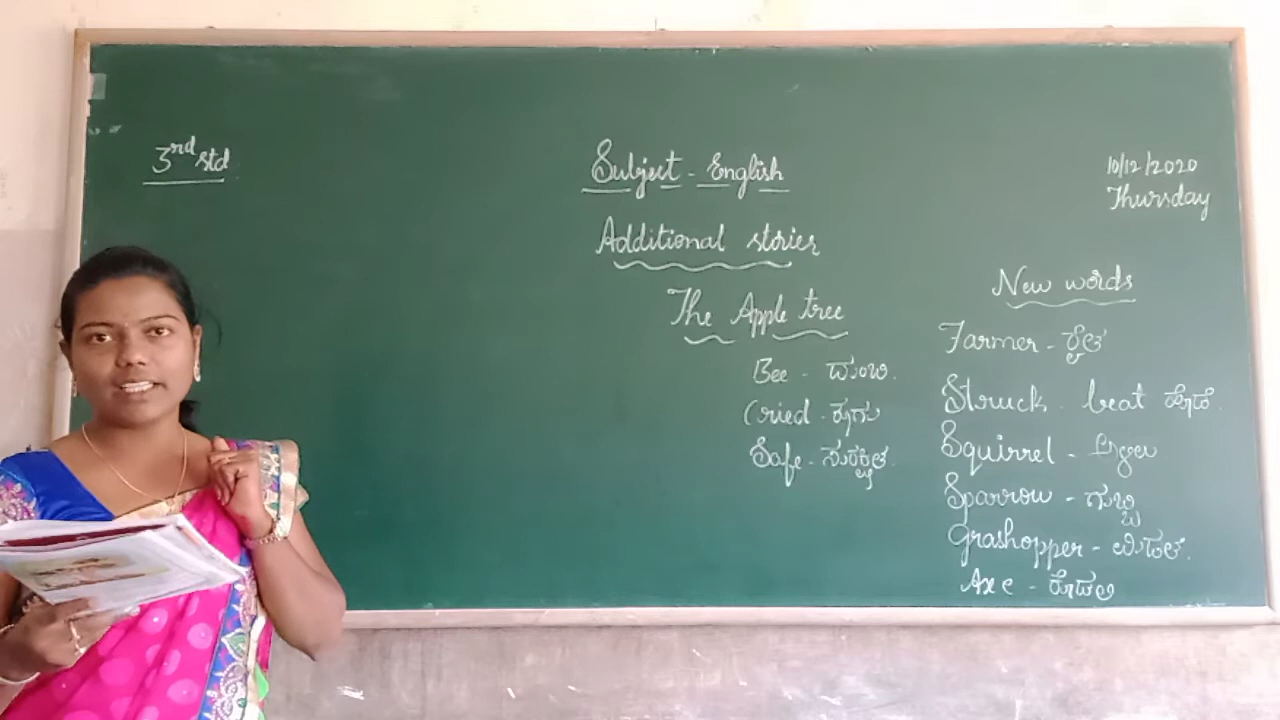 3rd std
Subject - English
10/12/2020
Thursday
Additional stories
The Apple tree
Bee - ದುಂಬಿ.
Cried - ಕೂಗು
Safe - ಸುರಕ್ಷಿತ
New words
Farmer - ರೈತ
Struck - beat ಹೊಡೆ.
Squirrel - ಅಳಿಲು
Sparrow - ಗುಬ್ಬಿ
Grashopper - ಮಿಡತೆ.
Axe - ಕೊಡಲಿ